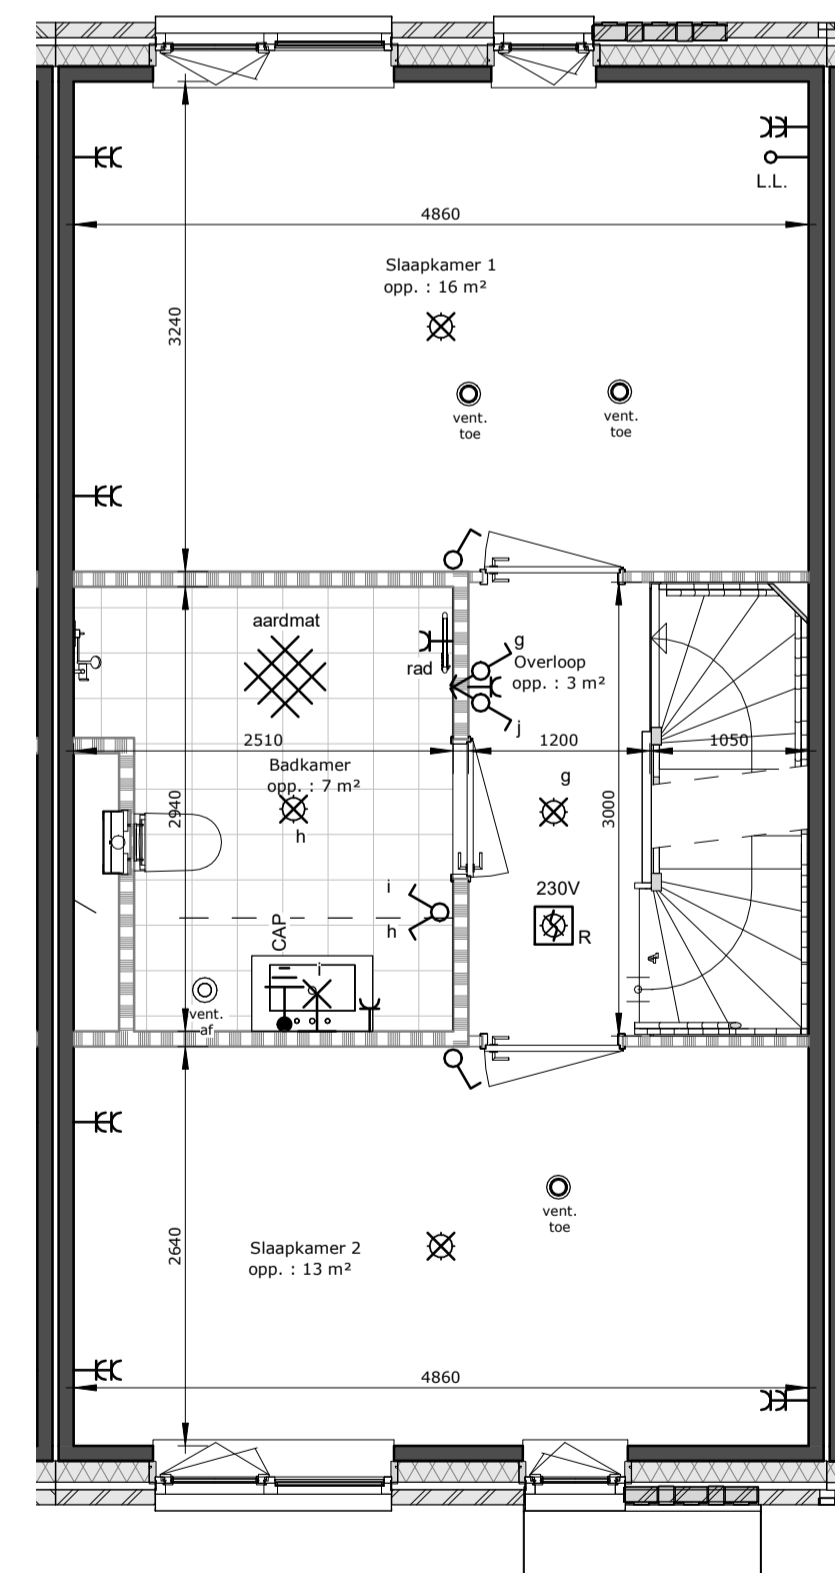 L.L.
4860
Slaapkamer 1
opp. : 16 m²
3240
vent.
toe
vent.
toe
aardmat
rad
g
Overloop
opp. : 3 m²
j
2510
1200
1050
Badkamer
opp. : 7 m²
h
2940
g
3000
i
h
230V
R
CAP
i
vent.
af
A
vent.
toe
Slaapkamer 2
opp. : 13 m²
2640
4860